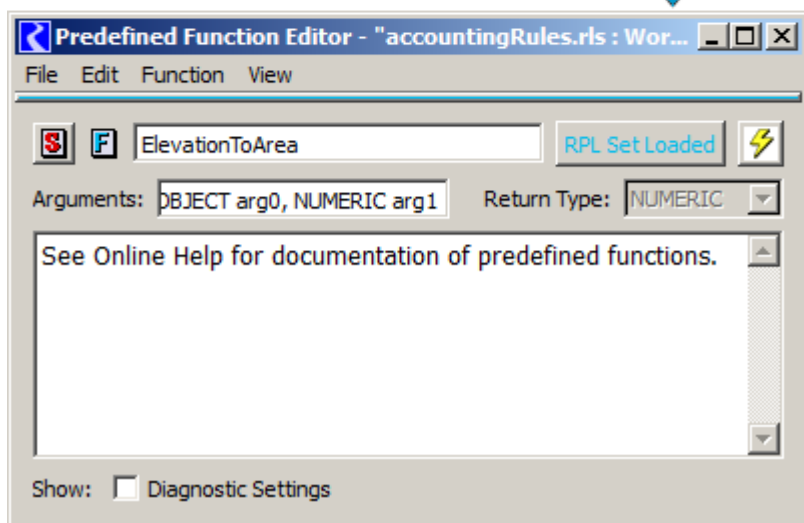 Predefined Function Editor - "accountingRules.rls : Wor...
File Edit Function View
S F ElevationToArea RPL Set Loaded
Arguments: OBJECT arg0, NUMERIC arg1 Return Type: NUMERIC
See Online Help for documentation of predefined functions.
Show: Diagnostic Settings